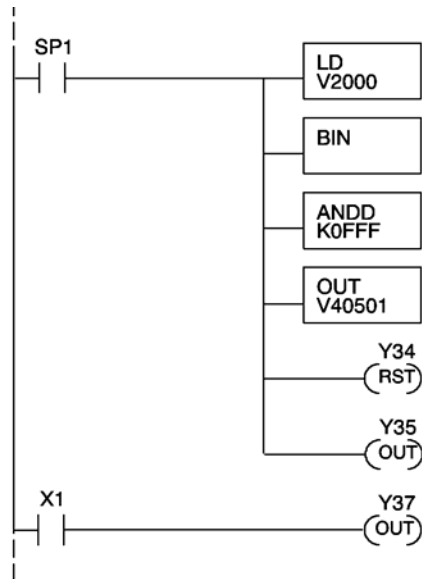 SP1
LD
V2000
BIN
ANDD
K0FFF
OUT
V40501
Y34
RST
Y35
OUT
X1
Y37
OUT